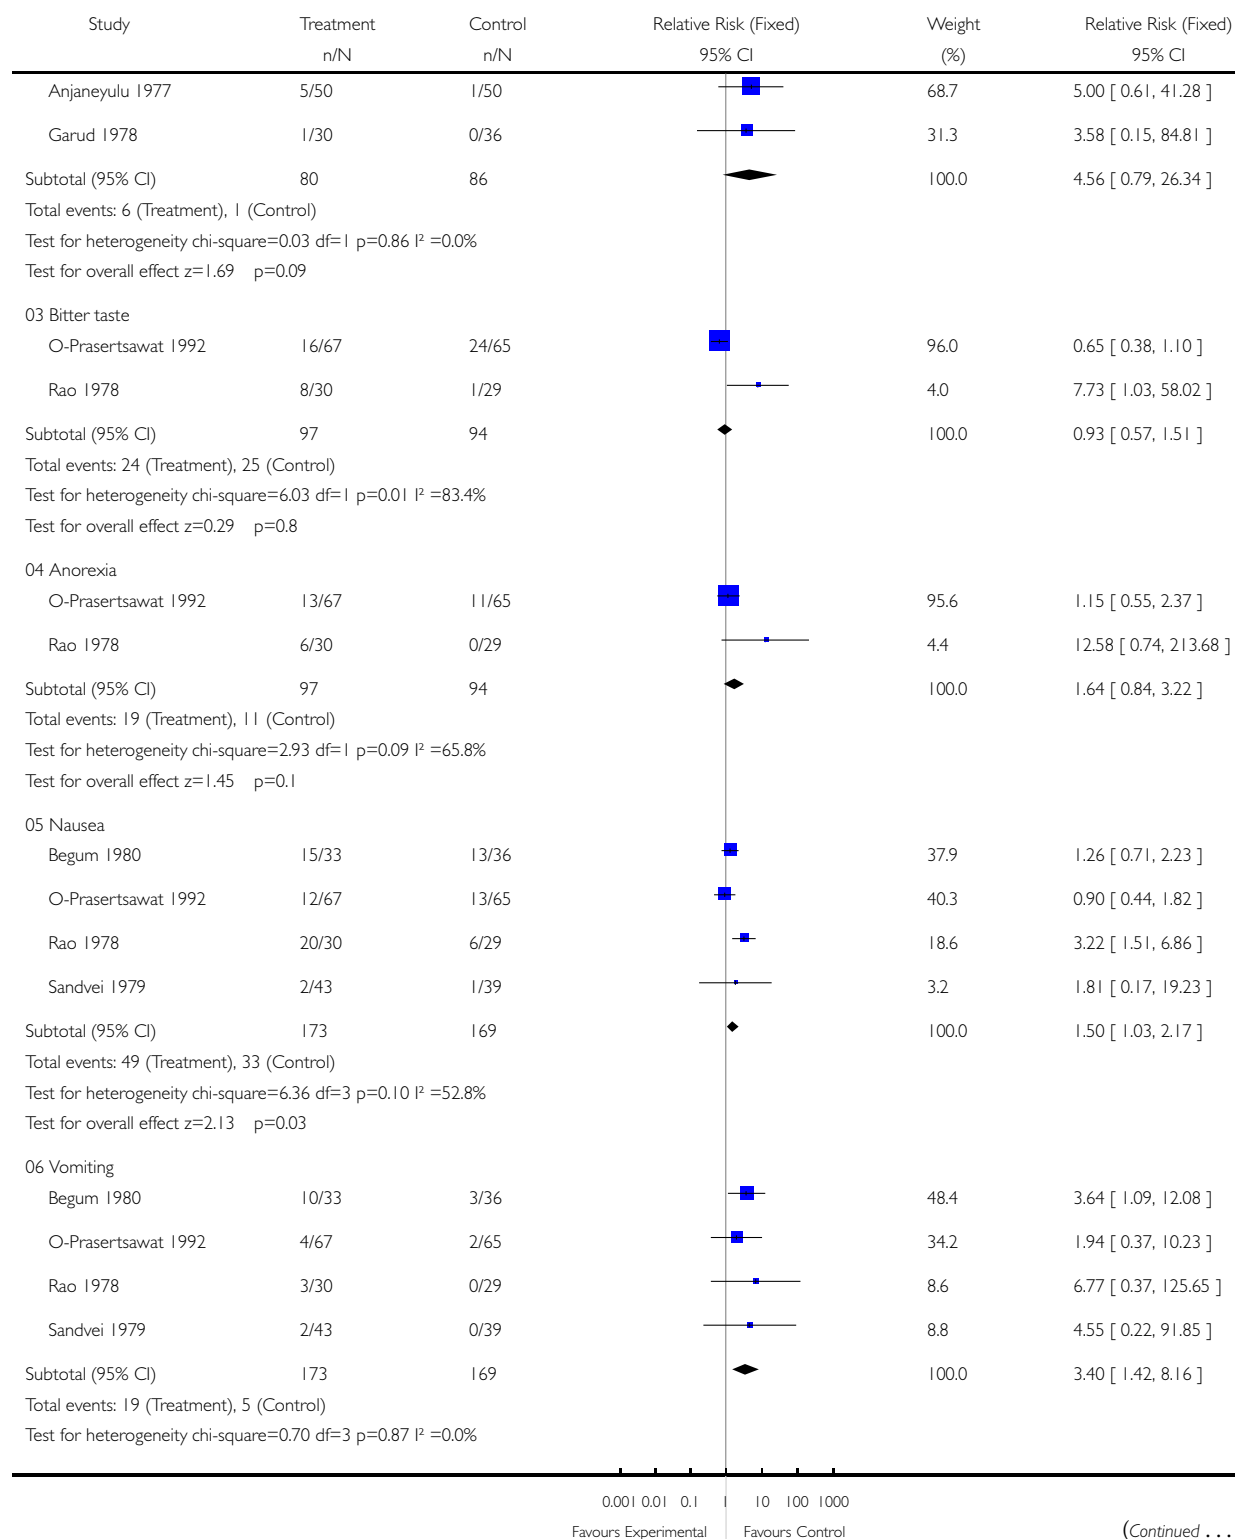 Study Treatment Control Relative Risk (Fixed) Weight Relative Risk (Fixed)
n/N n/N 95% CI (%) 95% CI
Anjaneyulu 1977 5/50 1/50 68.7 5.00 [ 0.61, 41.28 ]
Garud 1978 1/30 0/36 31.3 3.58 [ 0.15, 84.81 ]
Subtotal (95% CI) 80 86 100.0 4.56 [ 0.79, 26.34 ]
Total events: 6 (Treatment), 1 (Control)
Test for heterogeneity chi-square=0.03 df=1 p=0.86 I² =0.0%
Test for overall effect z=1.69 p=0.09
03 Bitter taste
O-Prasertsawat 1992 16/67 24/65 96.0 0.65 [ 0.38, 1.10 ]
Rao 1978 8/30 1/29 4.0 7.73 [ 1.03, 58.02 ]
Subtotal (95% CI) 97 94 100.0 0.93 [ 0.57, 1.51 ]
Total events: 24 (Treatment), 25 (Control)
Test for heterogeneity chi-square=6.03 df=1 p=0.01 I² =83.4%
Test for overall effect z=0.29 p=0.8
04 Anorexia
O-Prasertsawat 1992 13/67 11/65 95.6 1.15 [ 0.55, 2.37 ]
Rao 1978 6/30 0/29 4.4 12.58 [ 0.74, 213.68 ]
Subtotal (95% CI) 97 94 100.0 1.64 [ 0.84, 3.22 ]
Total events: 19 (Treatment), 11 (Control)
Test for heterogeneity chi-square=2.93 df=1 p=0.09 I² =65.8%
Test for overall effect z=1.45 p=0.1
05 Nausea
Begum 1980 15/33 13/36 37.9 1.26 [ 0.71, 2.23 ]
O-Prasertsawat 1992 12/67 13/65 40.3 0.90 [ 0.44, 1.82 ]
Rao 1978 20/30 6/29 18.6 3.22 [ 1.51, 6.86 ]
Sandvei 1979 2/43 1/39 3.2 1.81 [ 0.17, 19.23 ]
Subtotal (95% CI) 173 169 100.0 1.50 [ 1.03, 2.17 ]
Total events: 49 (Treatment), 33 (Control)
Test for heterogeneity chi-square=6.36 df=3 p=0.10 I² =52.8%
Test for overall effect z=2.13 p=0.03
06 Vomiting
Begum 1980 10/33 3/36 48.4 3.64 [ 1.09, 12.08 ]
O-Prasertsawat 1992 4/67 2/65 34.2 1.94 [ 0.37, 10.23 ]
Rao 1978 3/30 0/29 8.6 6.77 [ 0.37, 125.65 ]
Sandvei 1979 2/43 0/39 8.8 4.55 [ 0.22, 91.85 ]
Subtotal (95% CI) 173 169 100.0 3.40 [ 1.42, 8.16 ]
Total events: 19 (Treatment), 5 (Control)
Test for heterogeneity chi-square=0.70 df=3 p=0.87 I² =0.0%
0.001 0.01 0.1 1 10 100 1000
Favours Experimental Favours Control (Continued . . .